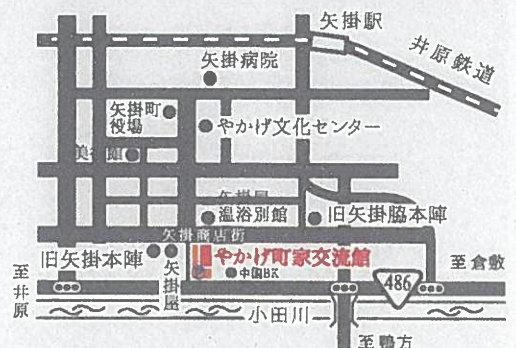 矢掛駅
井原鉄道
矢掛病院
矢掛町
役場
やかげ文化センター
美術館
矢掛屋
温浴別館
旧矢掛脇本陣
矢掛商店街
旧矢掛本陣
矢掛屋
やかげ町家交流館
中国BK
486
至倉敷
至井原
小田川
至鴨方